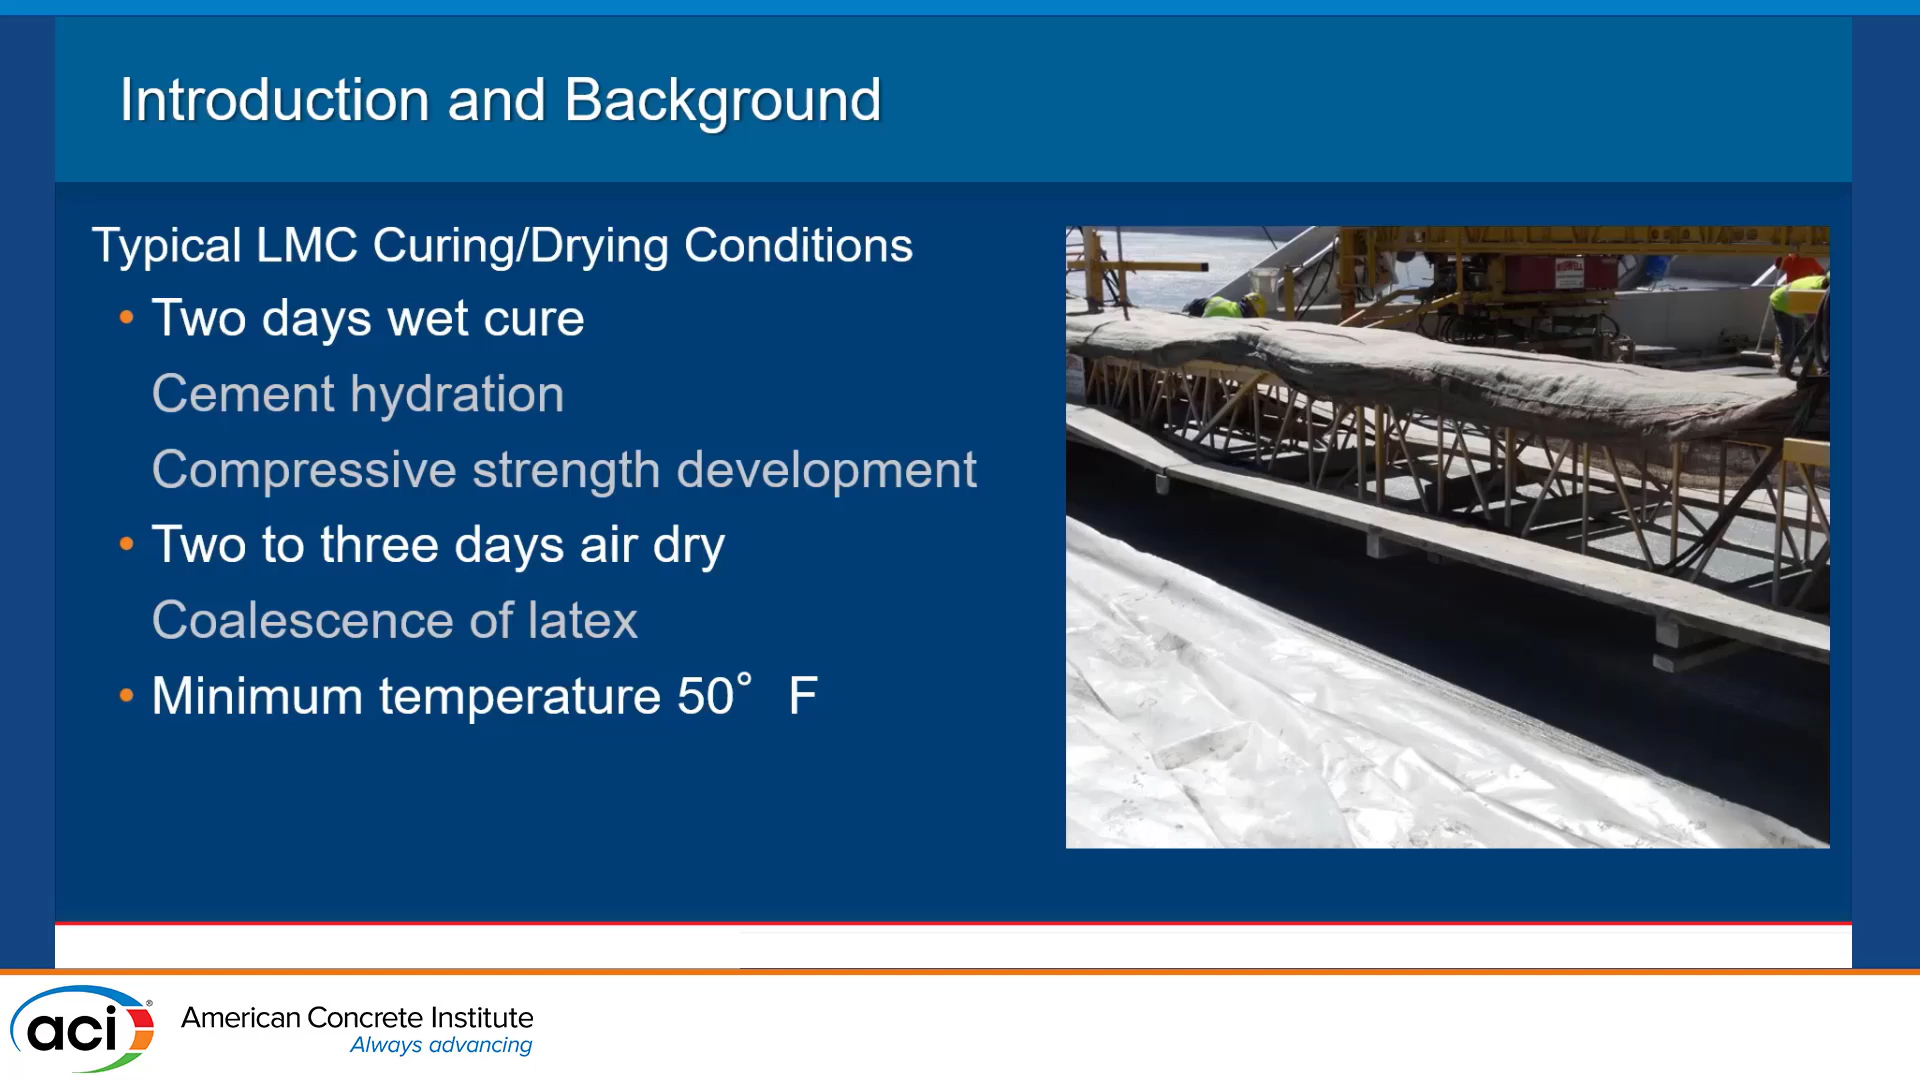 Introduction and Background
Typical LMC Curing/Drying Conditions
• Two days wet cure
Cement hydration
Compressive strength development
• Two to three days air dry
Coalescence of latex
• Minimum temperature 50° F
aci®
American Concrete Institute
Always advancing